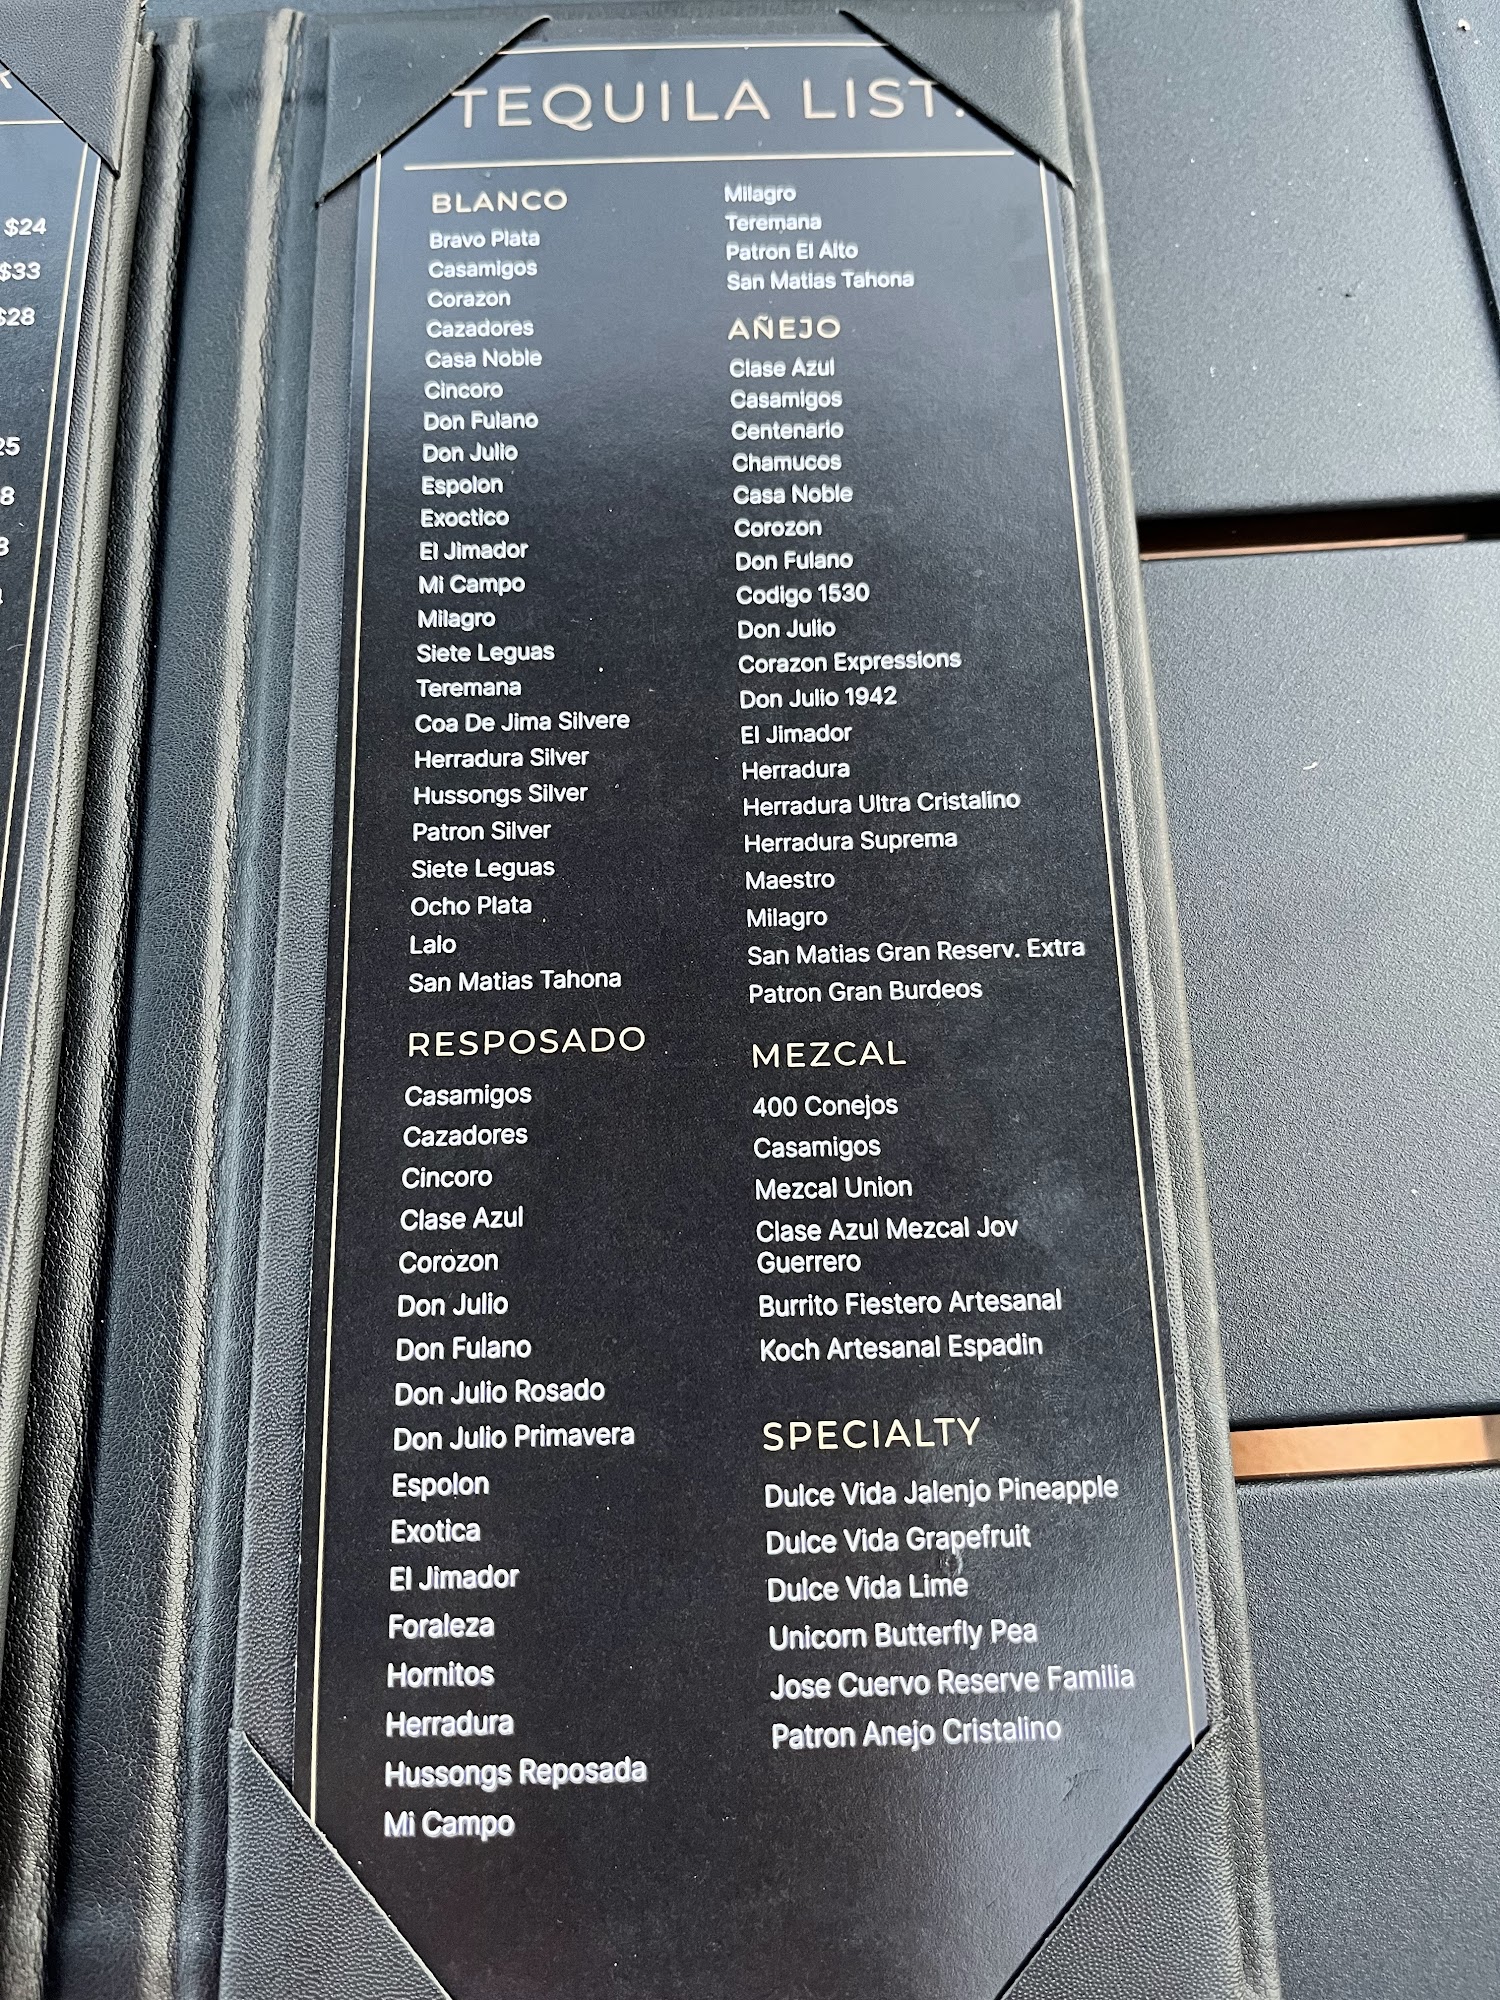 $24
$33
$28
25
8
TEQUILA LIST.
BLANCO
Bravo Plata
Casamigos
Corazon
Cazadores
Casa Noble
Cincoro
Don Fulano
Don Julio
Espolon
Exoctico
El Jimador
Mi Campo
Milagro
Siete Leguas
Teremana
Coa De Jima Silvere
Herradura Silver
Hussongs Silver
Patron Silver
Siete Leguas
Ocho Plata
Lalo
San Matias Tahona
RESPOSADO
Casamigos
Cazadores
Cincoro
Clase Azul
Corozon
Don Julio
Don Fulano
Don Julio Rosado
Don Julio Primavera
Espolon
Exotica
El Jimador
Foraleza
Hornitos
Herradura
Hussongs Reposada
Mi Campo
Milagro
Teremana
Patron El Alto
San Matias Tahona
AÑEJO
Clase Azul
Casamigos
Centenario
Chamucos
Casa Noble
Corozon
Don Fulano
Codigo 1530
Don Julio
Corazon Expressions
Don Julio 1942
El Jimador
Herradura
Herradura Ultra Cristalino
Herradura Suprema
Maestro
Milagro
San Matias Gran Reserv. Extra
Patron Gran Burdeos
MEZCAL
400 Conejos
Casamigos
Mezcal Union
Clase Azul Mezcal Jov
Guerrero
Burrito Fiestero Artesanal
Koch Artesanal Espadin
SPECIALTY
Dulce Vida Jalenjo Pineapple
Dulce Vida Grapefruit
Dulce Vida Lime
Unicorn Butterfly Pea
Jose Cuervo Reserve Familia
Patron Anejo Cristalino